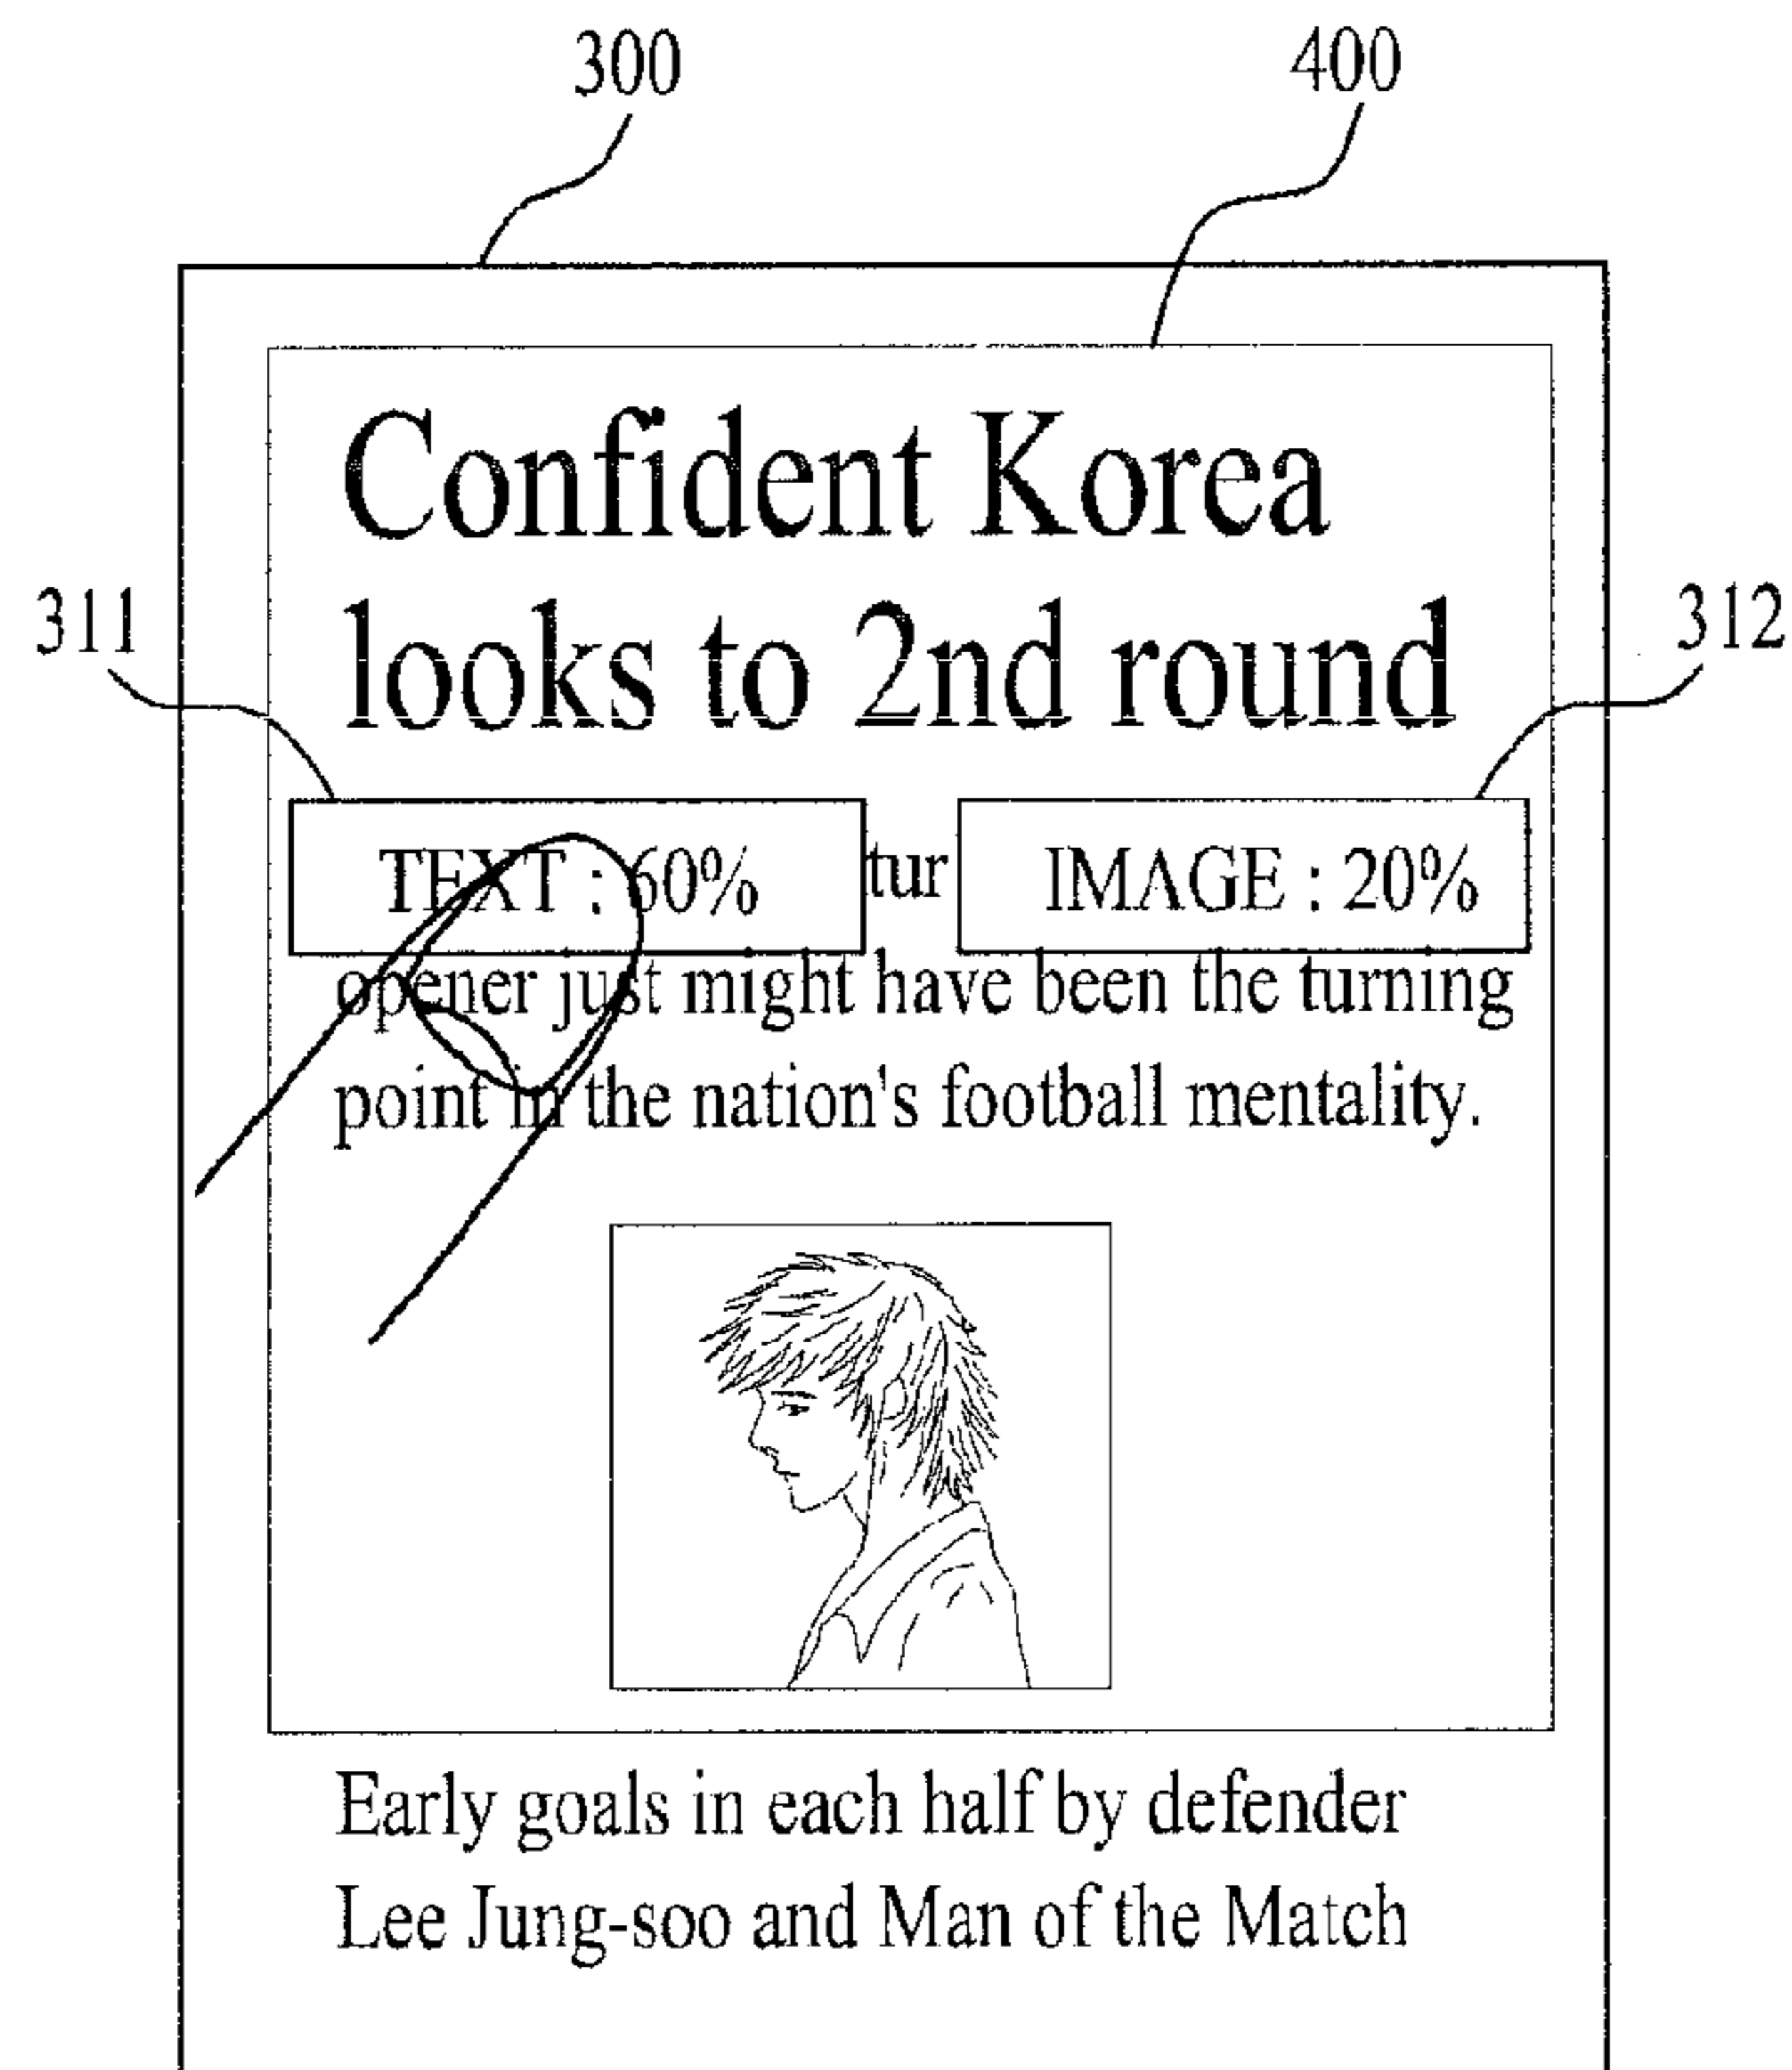 300 400
Confident Korea
looks to 2nd round
311 312
TEXT : 60% tur IMAGE : 20%
opener just might have been the turning
point in the nation's football mentality.
Early goals in each half by defender
Lee Jung-soo and Man of the Match